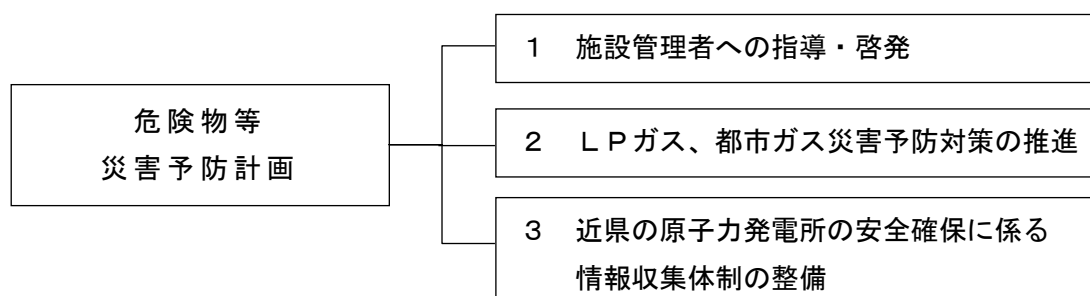 危険物等
災害予防計画
１　施設管理者への指導・啓発
２　ＬＰガス、都市ガス災害予防対策の推進
３　近県の原子力発電所の安全確保に係る
情報収集体制の整備